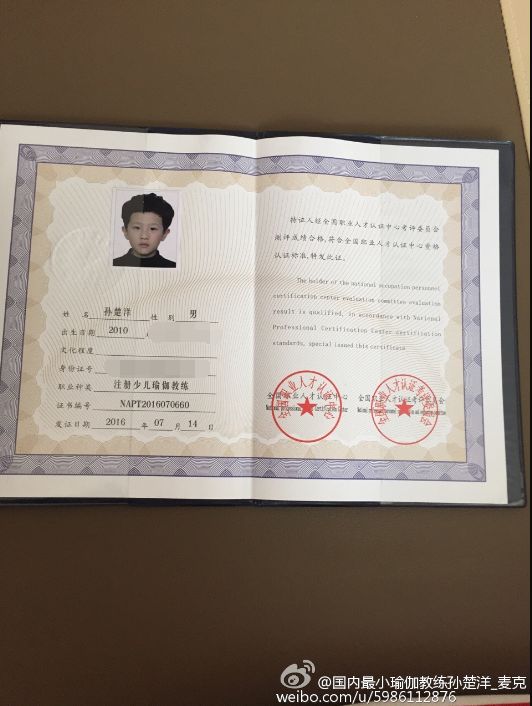 姓名 孙楚洋 性别 男
出生日期 2010
文化程度
身份证号
职业种类 注册少儿瑜伽教练
证书编号 NAPT2016070660
发证日期 2016 年 07 月 14 日
持证人经全国职业人才认证中心考评委员会
测评成绩合格,符合全国职业人才认证中心资格
认证标准,特发此证。
The holder of the national occupation personnel
certification center evaluation committee evaluation
result is qualified, in accordance with National
Professional Certification Center certification
standards, special issued this certificate.
全国职业人才认证中心
全国职业人才认证考评委员会
@国内最小瑜伽教练孙楚洋_麦克
weibo.com/u/5986112876